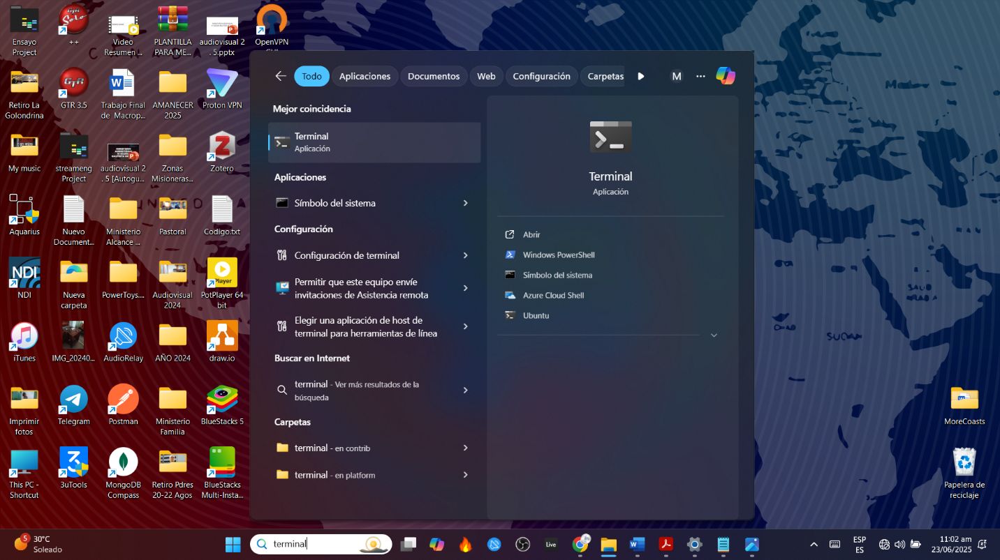 Ensayo
Project
++
Video
Resumen ...
PLANTILLA
PARA ME...
audiovisual 2
. 5.pptx
OpenVPN
Retiro La
Golondrina
GTR 3.5
Trabajo Final
de Macrop...
AMANECER
2025
Proton VPN
My music
streameng
Project
audiovisual 2
. 5 [Autogu...
Zonas
Misioneras...
Zotero
Aquarius
Nuevo
Document...
Ministerio
Alcance ...
Pastoral
Codigo.txt
NDI
NDI
Nueva
carpeta
PowerToys....
Audiovisual
2024
Player
PotPlayer 64
bit
iTunes
IMG_20240...
AudioRelay
AÑO 2024
draw.io
Imprimir
fotos
Telegram
Postman
Ministerio
Familia
BlueStacks 5
This PC -
Shortcut
3uTools
MongoDB
Compass
Retiro Pdres
20-22 Agos
BlueStacks
Multi-Insta...
Todo
Aplicaciones
Documentos
Web
Configuración
Carpetas
M
Mejor coincidencia
Terminal
Aplicación
Aplicaciones
Símbolo del sistema
Configuración
Configuración de terminal
Permitir que este equipo envíe
invitaciones de Asistencia remota
Elegir una aplicación de host de
terminal para herramientas de línea
Buscar en Internet
terminal - Ver más resultados de la
búsqueda
Carpetas
terminal - en contrib
terminal - en platform
Terminal
Aplicación
Abrir
Windows PowerShell
Símbolo del sistema
Azure Cloud Shell
Ubuntu
MoreCoasts
Papelera de
reciclaje
5
30°C
Soleado
terminal
Live
ESP
ES
11:02 am
23/06/2025